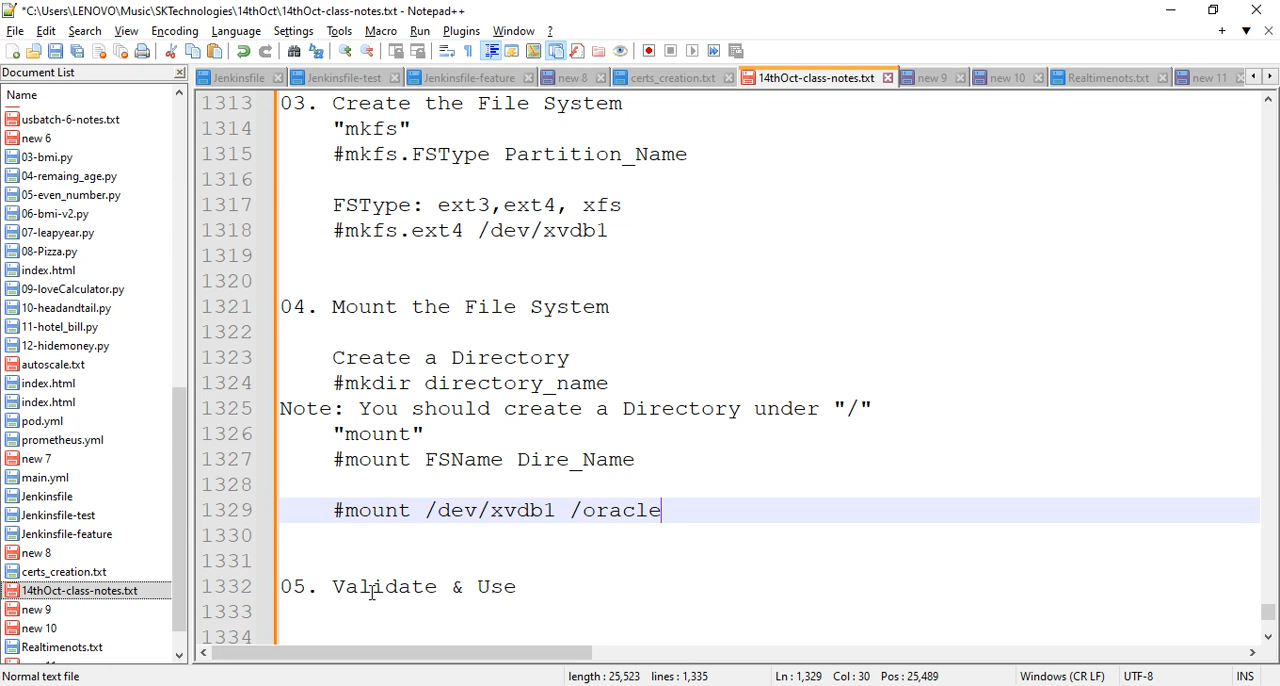 *C:\Users\LENOVO\Music\SKTechnologies\14thOct\14thOct-class-notes.txt - Notepad++
File Edit Search View Encoding Language Settings Tools Macro Run Plugins Window ?
Document List
Jenkinsfile Jenkinsfile-test Jenkinsfile-feature new 8 certs_creation.txt 14thOct-class-notes.txt new 9 new 10 Realtimenots.txt new 11
Name
usbatch-6-notes.txt
new 6
03-bmi.py
04-remaing_age.py
05-even_number.py
06-bmi-v2.py
07-leapyear.py
08-Pizza.py
index.html
09-loveCalculator.py
10-headandtail.py
11-hotel_bill.py
12-hidemoney.py
autoscale.txt
index.html
index.html
pod.yml
prometheus.yml
new 7
main.yml
Jenkinsfile
Jenkinsfile-test
Jenkinsfile-feature
new 8
certs_creation.txt
14thOct-class-notes.txt
new 9
new 10
Realtimenots.txt
1313 03. Create the File System
1314 "mkfs"
1315 #mkfs.FSType Partition_Name
1316
1317 FSType: ext3,ext4, xfs
1318 #mkfs.ext4 /dev/xvdb1
1319
1320
1321 04. Mount the File System
1322
1323 Create a Directory
1324 #mkdir directory_name
1325 Note: You should create a Directory under "/"
1326 "mount"
1327 #mount FSName Dire_Name
1328
1329 #mount /dev/xvdb1 /oracle
1330
1331
1332 05. Validate & Use
1333
1334
Normal text file length : 25,523 lines : 1,335 Ln : 1,329 Col : 30 Pos : 25,489 Windows (CR LF) UTF-8 INS